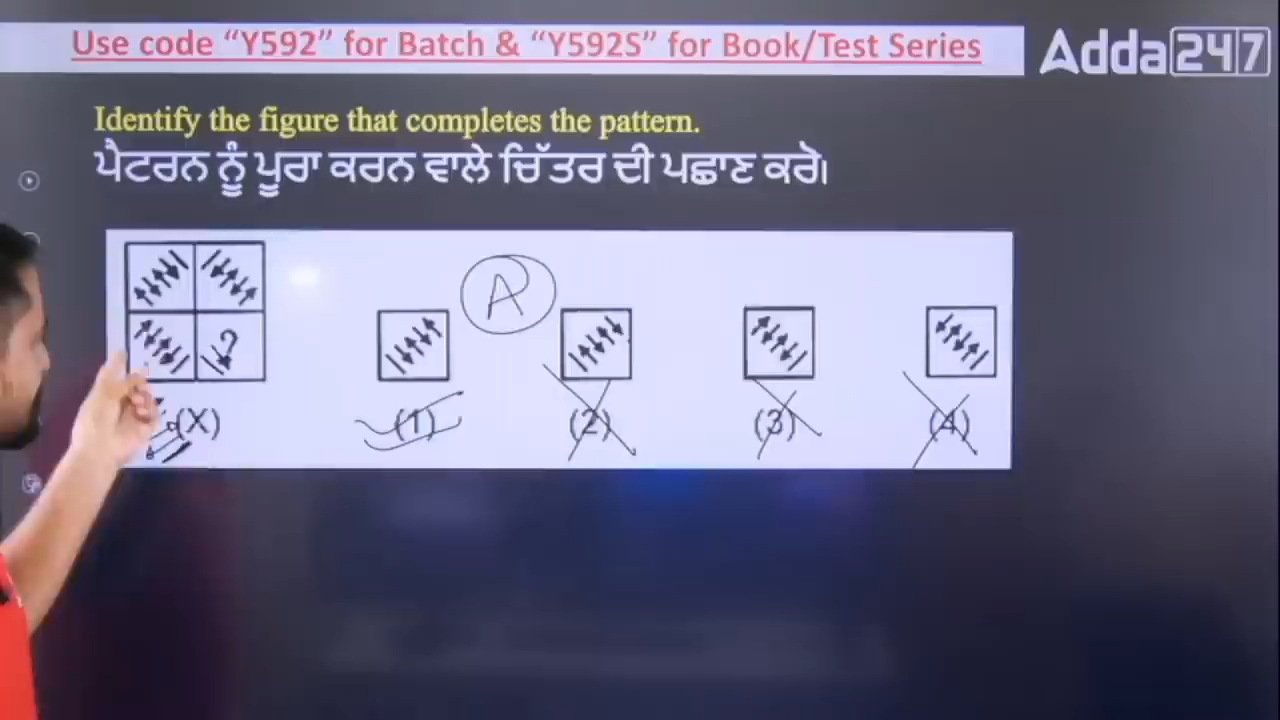 Use code “Y592” for Batch & “Y592S” for Book/Test Series
Adda247
Identify the figure that completes the pattern.
ਪੈਟਰਨ ਨੂੰ ਪੂਰਾ ਕਰਨ ਵਾਲੇ ਚਿੱਤਰ ਦੀ ਪਛਾਣ ਕਰੋ।
?
A
(X) (1) (2) (3) (4)